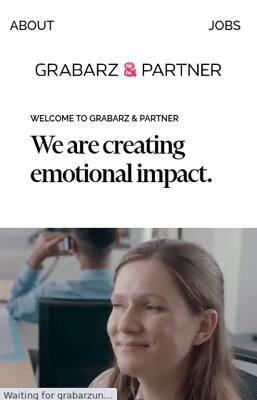 ABOUT JOBS
GRABARZ & PARTNER
WELCOME TO GRABARZ & PARTNER
We are creating
emotional impact.
Waiting for grabarzun...